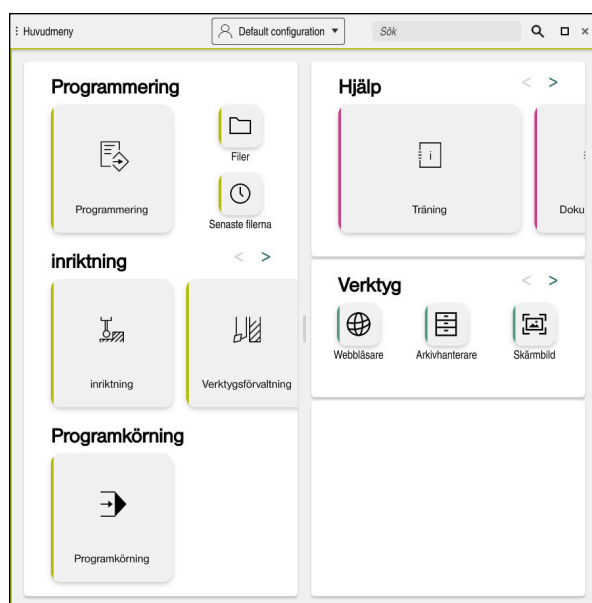 Huvudmeny
Default configuration
Sök
Programmering
Programmering
Filer
Senaste filerna
inriktning
inriktning
Verktygsförvaltning
Programkörning
Programkörning
Hjälp
i
Träning
Doku
Verktyg
Webbläsare
Arkivhanterare
Skärmbild